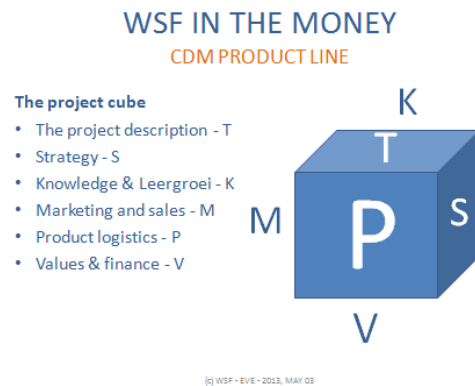 WSF IN THE MONEY
CDM PRODUCT LINE
The project cube
• The project description - T
• Strategy - S
• Knowledge & Leergroei - K
• Marketing and sales - M
• Product logistics - P
• Values & finance - V
K
T
M
P
S
V
(c) WSF - EVE - 2013, MAY 03